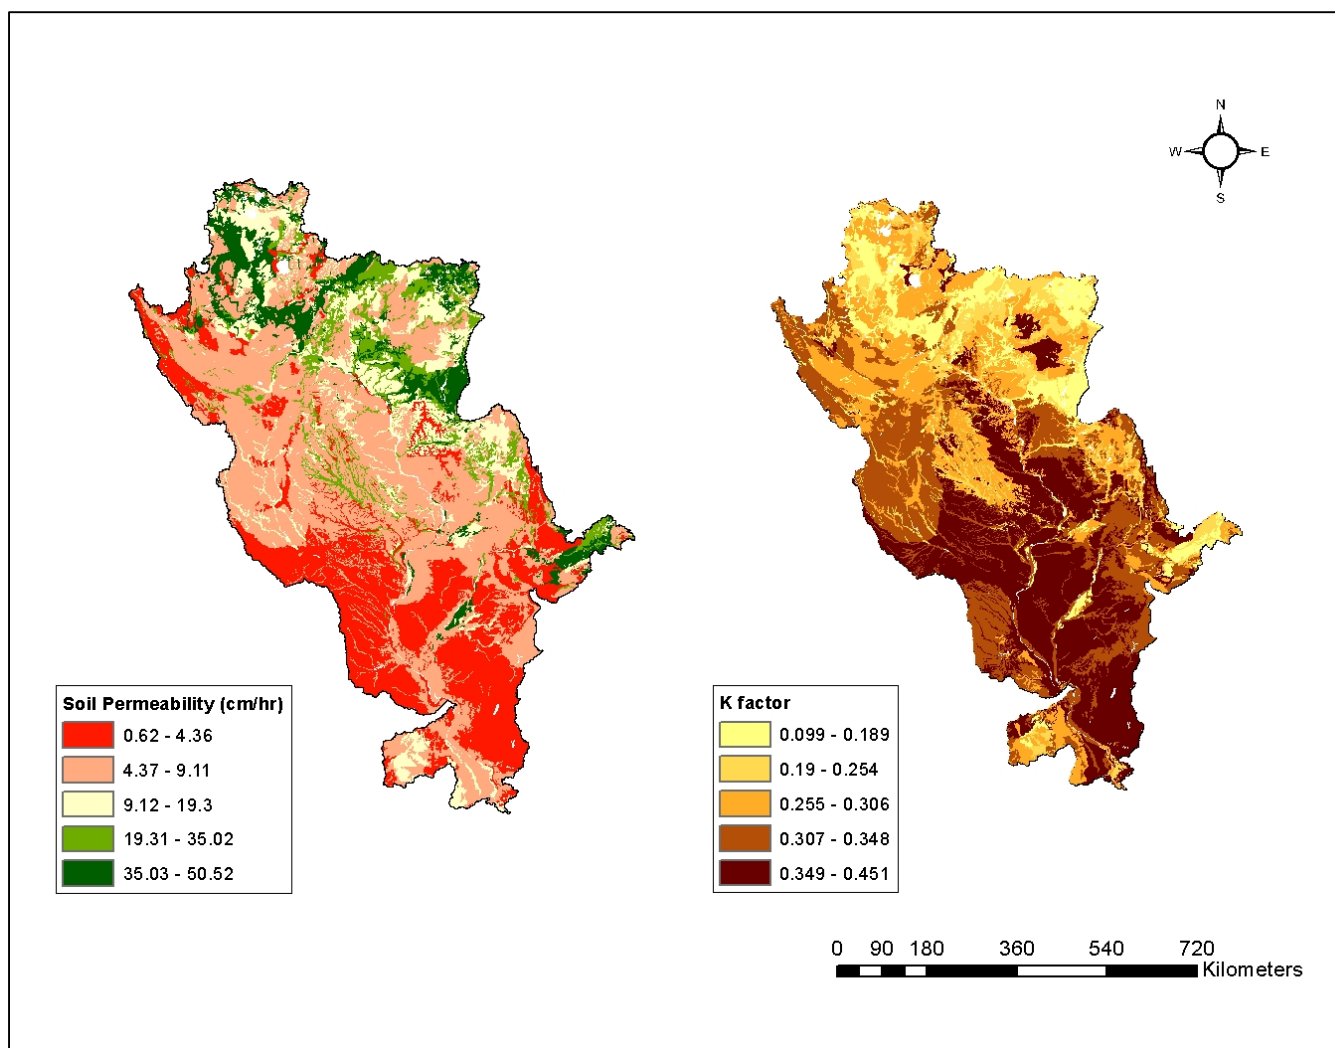 N
W E
S
Soil Permeability (cm/hr)
0.62 - 4.36
4.37 - 9.11
9.12 - 19.3
19.31 - 35.02
35.03 - 50.52
K factor
0.099 - 0.189
0.19 - 0.254
0.255 - 0.306
0.307 - 0.348
0.349 - 0.451
0 90 180 360 540 720
Kilometers